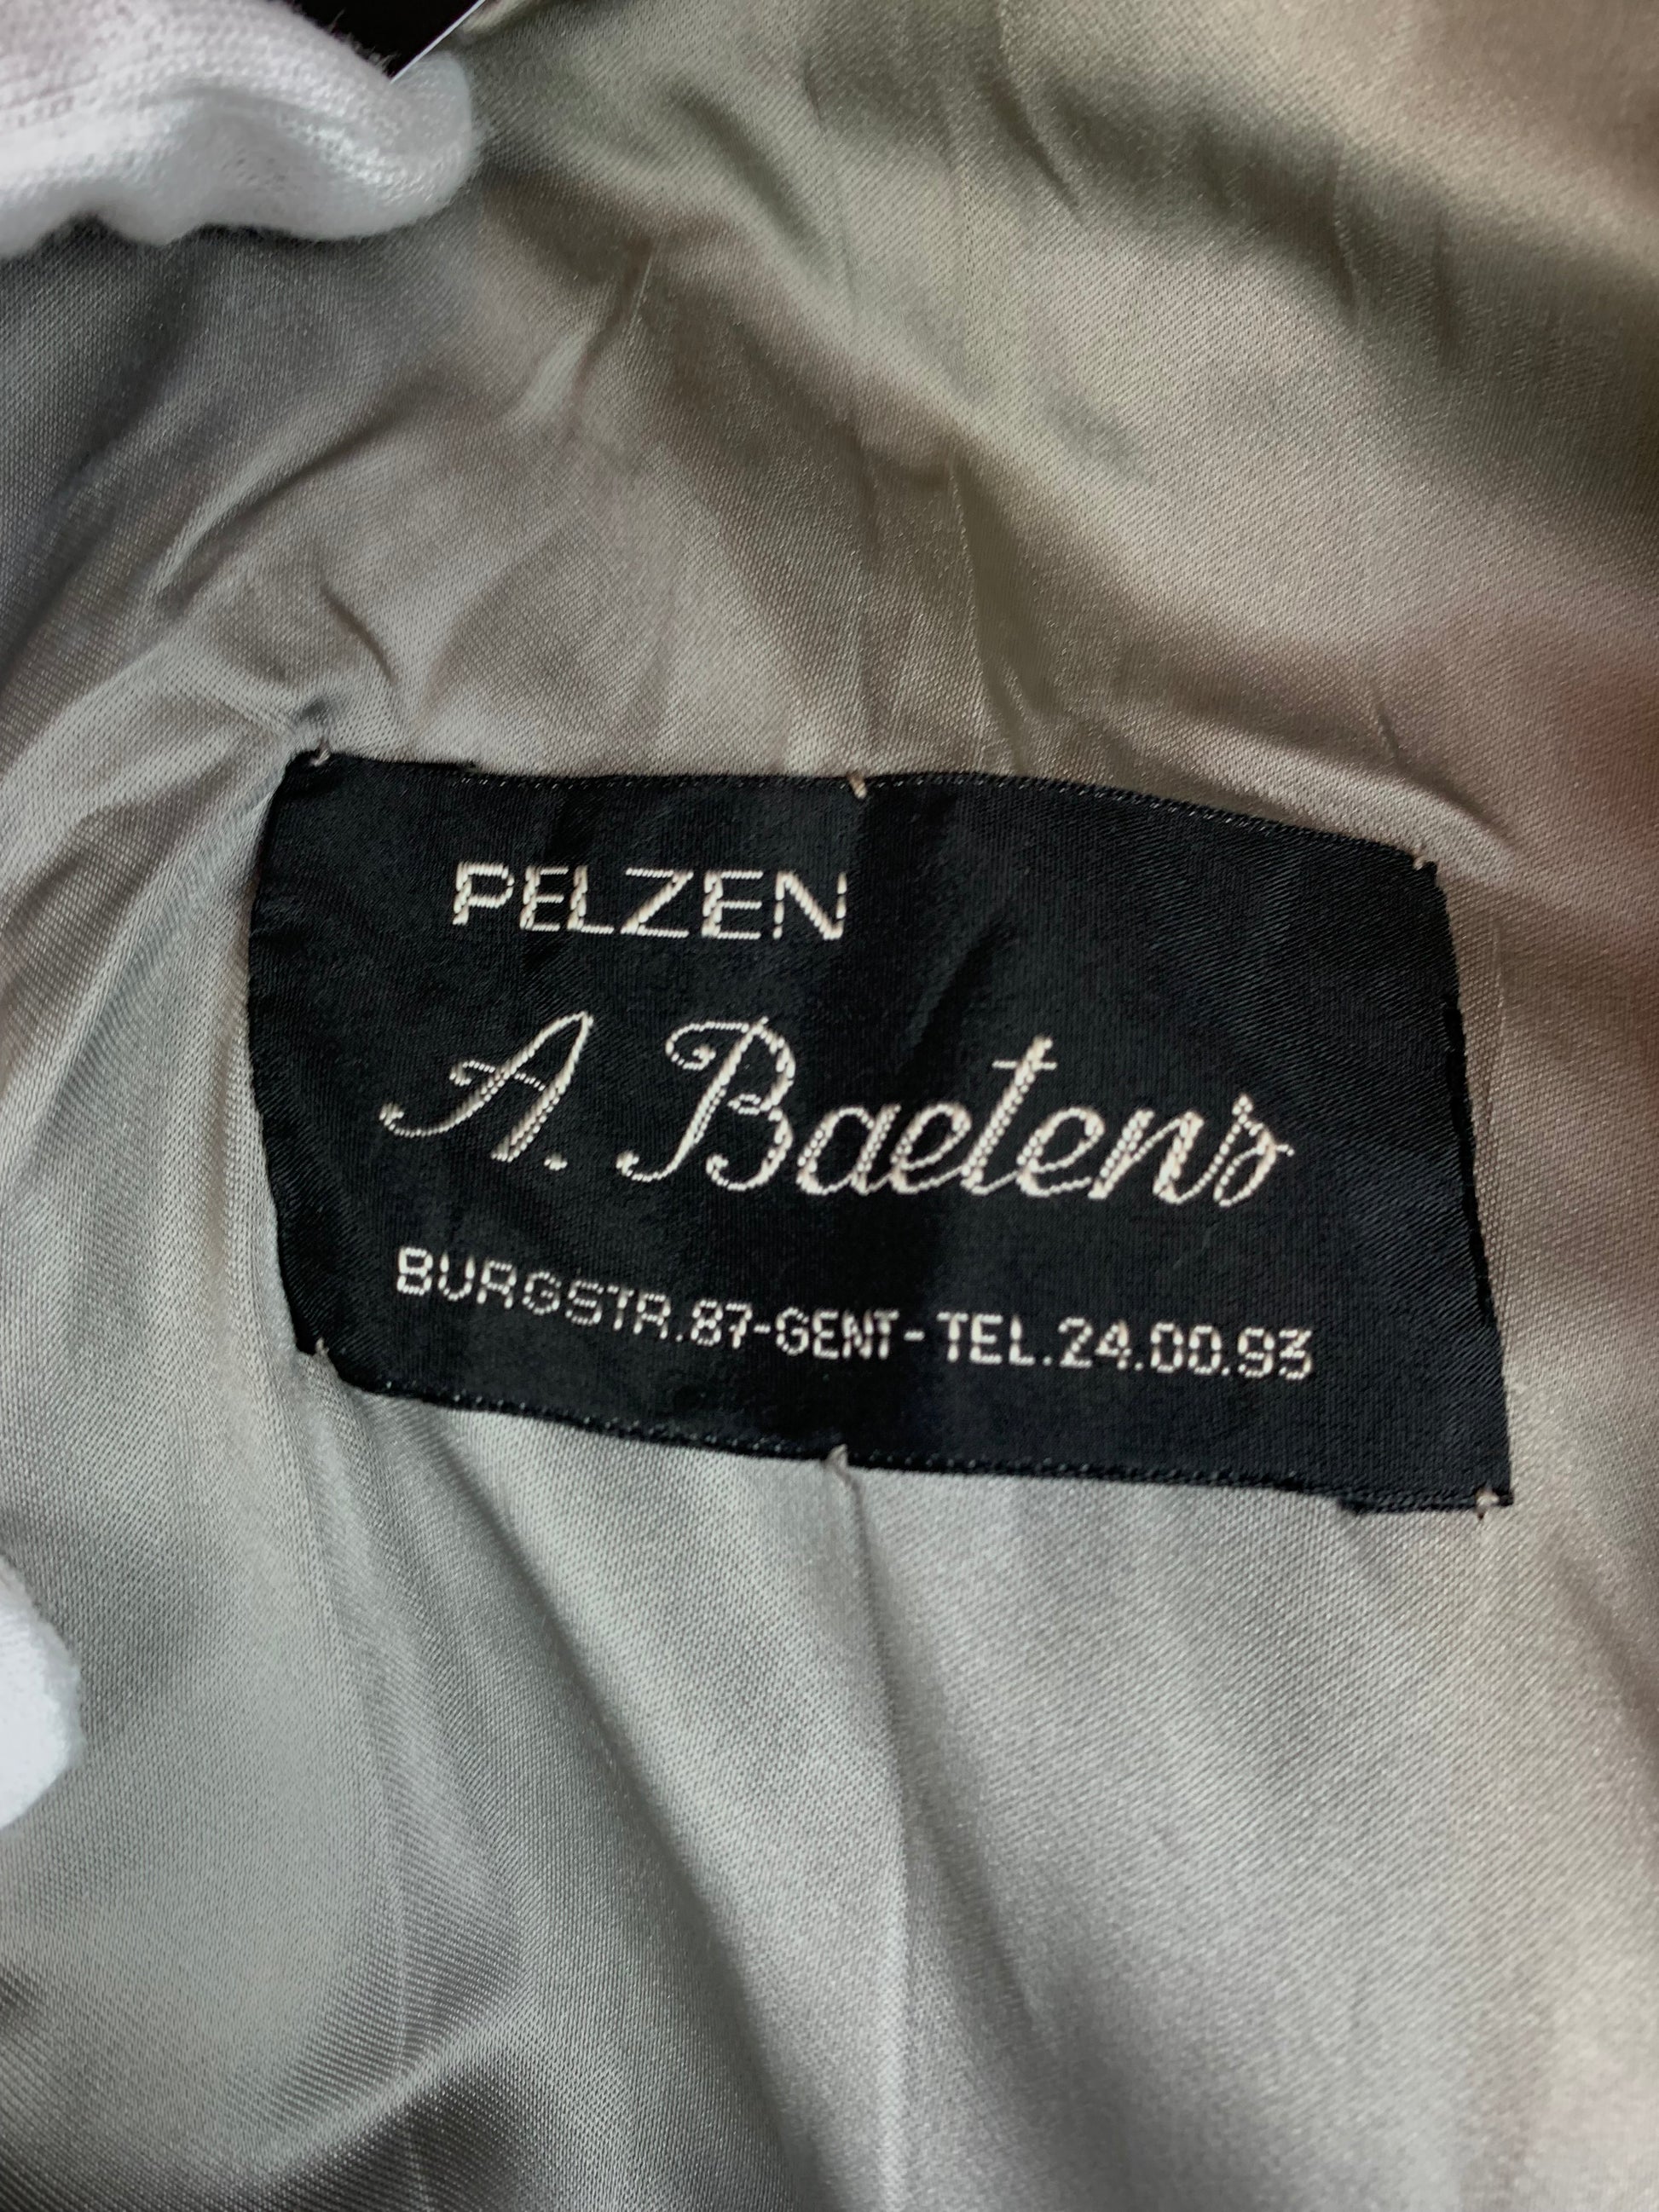 PELZEN
A. Baetens
BURGSTR.87-GENT-TEL.24.00.93